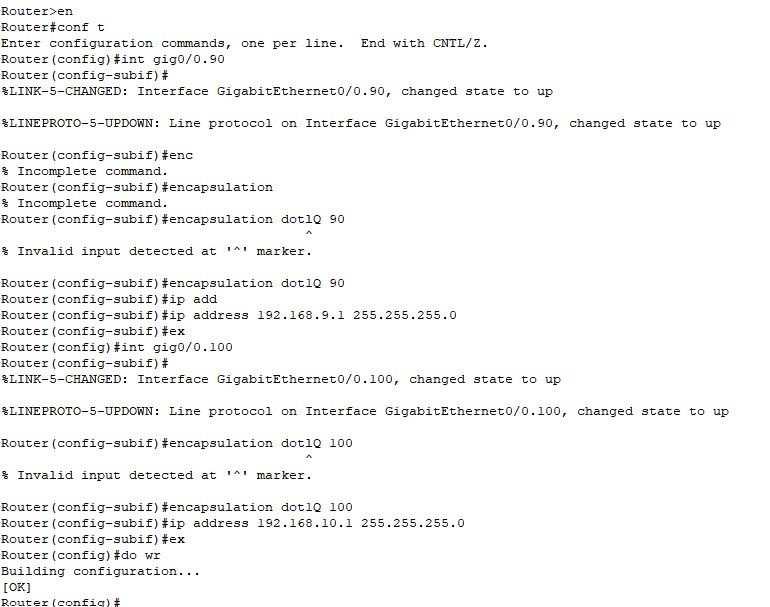 Router>en
Router#conf t
Enter configuration commands, one per line.  End with CNTL/Z.
Router(config)#int gig0/0.90
Router(config-subif)#
%LINK-5-CHANGED: Interface GigabitEthernet0/0.90, changed state to up
%LINEPROTO-5-UPDOWN: Line protocol on Interface GigabitEthernet0/0.90, changed state to up
Router(config-subif)#enc
% Incomplete command.
Router(config-subif)#encapsulation
% Incomplete command.
Router(config-subif)#encapsulation dotlQ 90
^
% Invalid input detected at '^' marker.
Router(config-subif)#encapsulation dot1Q 90
Router(config-subif)#ip add
Router(config-subif)#ip address 192.168.9.1 255.255.255.0
Router(config-subif)#ex
Router(config)#int gig0/0.100
Router(config-subif)#
%LINK-5-CHANGED: Interface GigabitEthernet0/0.100, changed state to up
%LINEPROTO-5-UPDOWN: Line protocol on Interface GigabitEthernet0/0.100, changed state to up
Router(config-subif)#encapsulation dotlQ 100
^
% Invalid input detected at '^' marker.
Router(config-subif)#encapsulation dot1Q 100
Router(config-subif)#ip address 192.168.10.1 255.255.255.0
Router(config-subif)#ex
Router(config)#do wr
Building configuration...
[OK]
Router(config)#